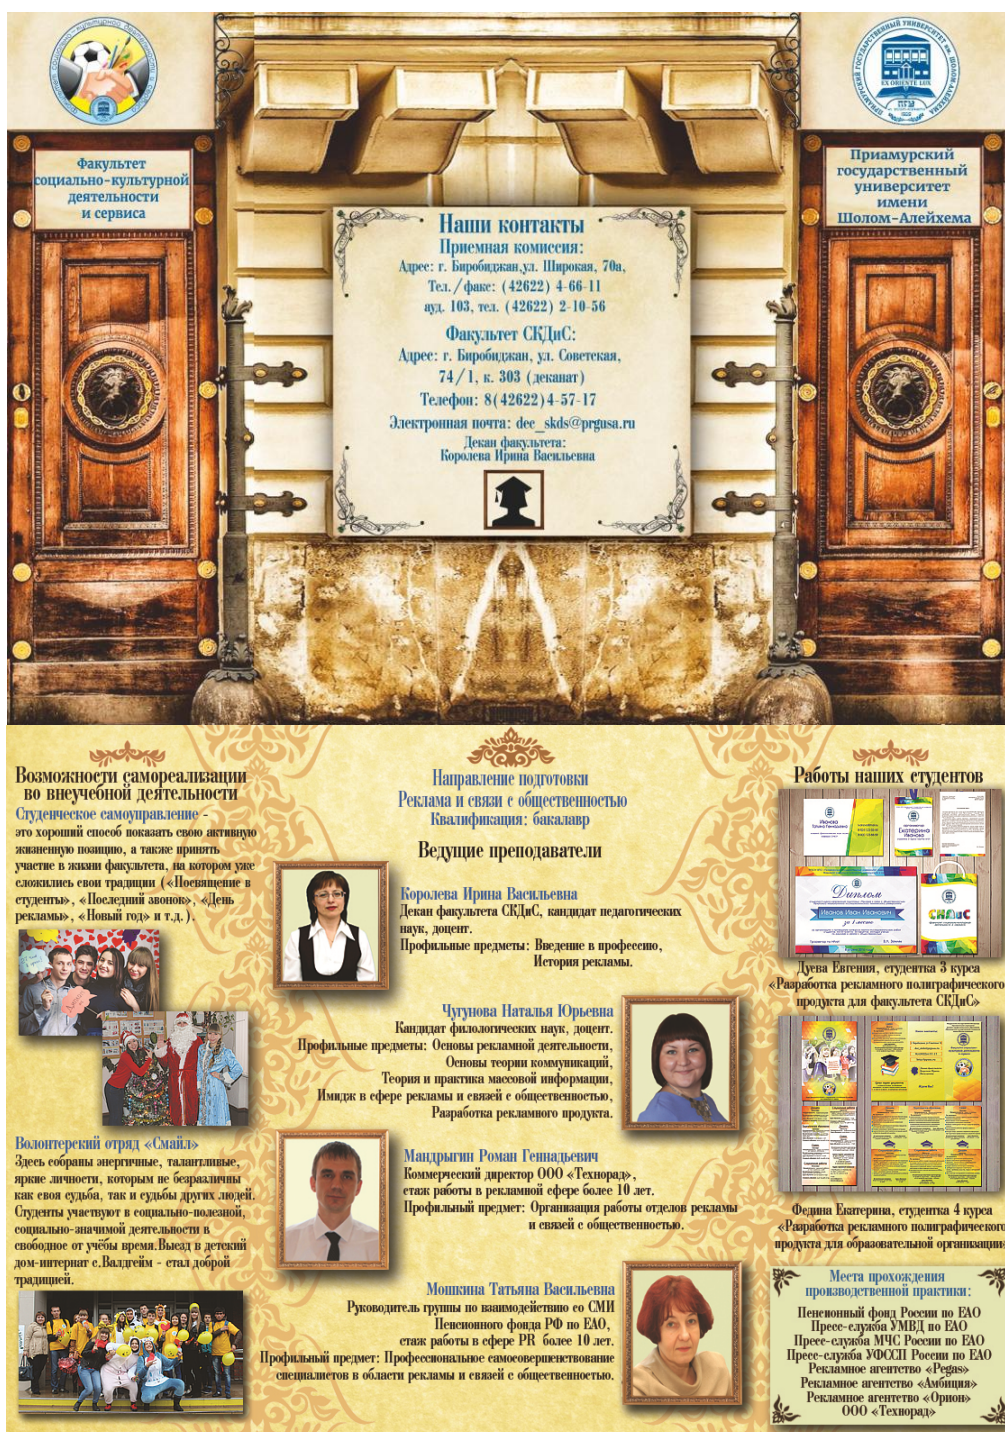 Факультет
социально-культурной
деятельности
и сервиса
EX ORIENTE LUX
ПГУ
Приамурский
государственный
университет
имени
Шолом-Алейхема
Наши контакты
Приемная комиссия:
Адрес: г. Биробиджан,ул. Широкая, 70а,
Тел./факс: (42622) 4-66-11
ауд. 103, тел. (42622) 2-10-56
Факультет СКДиС:
Адрес: г. Биробиджан, ул. Советская,
74/1, к. 303 (деканат)
Телефон: 8(42622)4-57-17
Электронная почта: dec_skds@prgusa.ru
Декан факультета:
Королева Ирина Васильевна
Возможности самореализации
во внеучебной деятельности
Студенческое самоуправление -
это хороший способ показать свою активную
жизненную позицию, а также принять
участие в жизни факультета, на котором уже
сложились свои традиции («Посвящение в
студенты», «Последний звонок», «День
рекламы», «Новый год» и т.д.).
Волонтерский отряд «Смайл»
Здесь собраны энергичные, талантливые,
яркие личности, которым не безразличны
как своя судьба, так и судьбы других людей.
Студенты участвуют в социально-полезной,
социально-значимой деятельности в
свободное от учёбы время.Выезд в детский
дом-интернат с.Валдгейм - стал доброй
традицией.
Направление подготовки
Реклама и связи с общественностью
Квалификация: бакалавр
Ведущие преподаватели
Королева Ирина Васильевна
Декан факультета СКДиС, кандидат педагогических
наук, доцент.
Профильные предметы: Введение в профессию,
История рекламы.
Чугунова Наталья Юрьевна
Кандидат филологических наук, доцент.
Профильные предметы: Основы рекламной деятельности,
Основы теории коммуникаций,
Теория и практика массовой информации,
Имидж в сфере рекламы и связей с общественностью,
Разработка рекламного продукта.
Мандрыгин Роман Геннадьевич
Коммерческий директор ООО «Технорад»,
стаж работы в рекламной сфере более 10 лет.
Профильный предмет: Организация работы отделов рекламы
и связей с общественностью.
Мошкина Татьяна Васильевна
Руководитель группы по взаимодействию со СМИ
Пенсионного фонда РФ по ЕАО,
стаж работы в сфере PR более 10 лет.
Профильный предмет: Профессиональное самосовершенствование
специалистов в области рекламы и связей с общественностью.
Работы наших студентов
Иванова
Екатерина
Иванова
Диплом
Иванов Иван Иванович
за 1 место
СКДиС
Дуева Евгения, студентка 3 курса
«Разработка рекламного полиграфического
продукта для факультета СКДиС»
Федина Екатерина, студентка 4 курса
«Разработка рекламного полиграфического
продукта для образовательной организации»
Места прохождения
производственной практики:
Пенсионный фонд России по ЕАО
Пресс-служба УМВД по ЕАО
Пресс-служба МЧС России по ЕАО
Пресс-служба УФССП России по ЕАО
Рекламное агентство «Pegas»
Рекламное агентство «Амбиция»
Рекламное агентство «Орион»
ООО «Технорад»